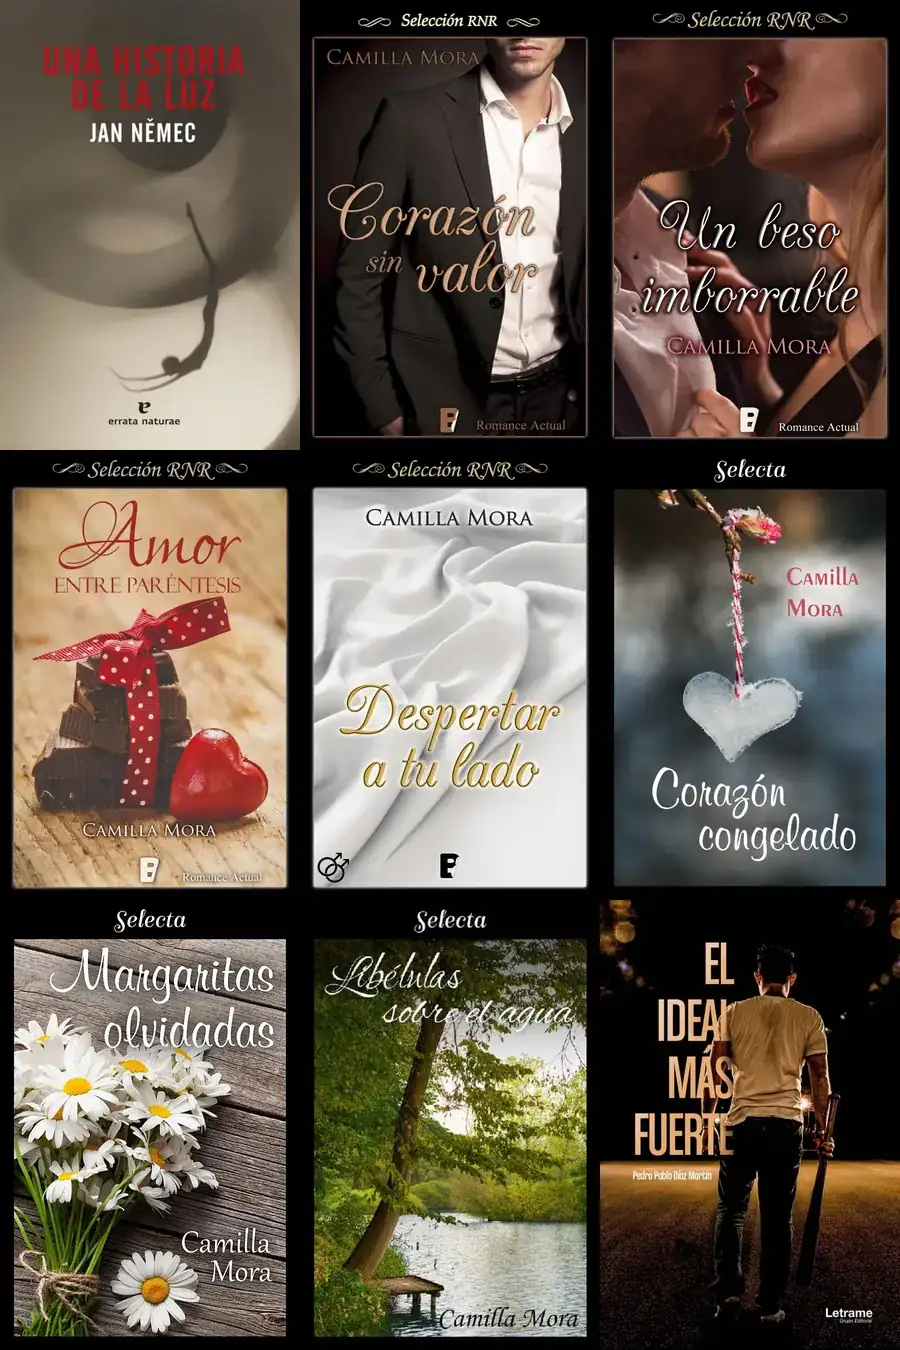 UNA HISTORIA
DE LA LUZ
JAN NĚMEC
e
errata naturae
Selección RNR
CAMILLA MORA
Corazón
sin valor
B
Romance Actual
Selección RNR
Un beso
imborrable
CAMILLA MORA
B
Romance Actual
Selección RNR
Amor
ENTRE PARÉNTESIS
CAMILLA MORA
B
Romance Actual
Selección RNR
CAMILLA MORA
Despertar
a tu lado
B
Selecta
CAMILLA
MORA
Corazón
congelado
Selecta
Margaritas
olvidadas
Camilla
Mora
Selecta
Libélulas
sobre el agua
Camilla Mora
EL
IDEAL
MÁS
FUERTE
Pedro Pablo Díaz Martín
Letrame
Grupo Editorial